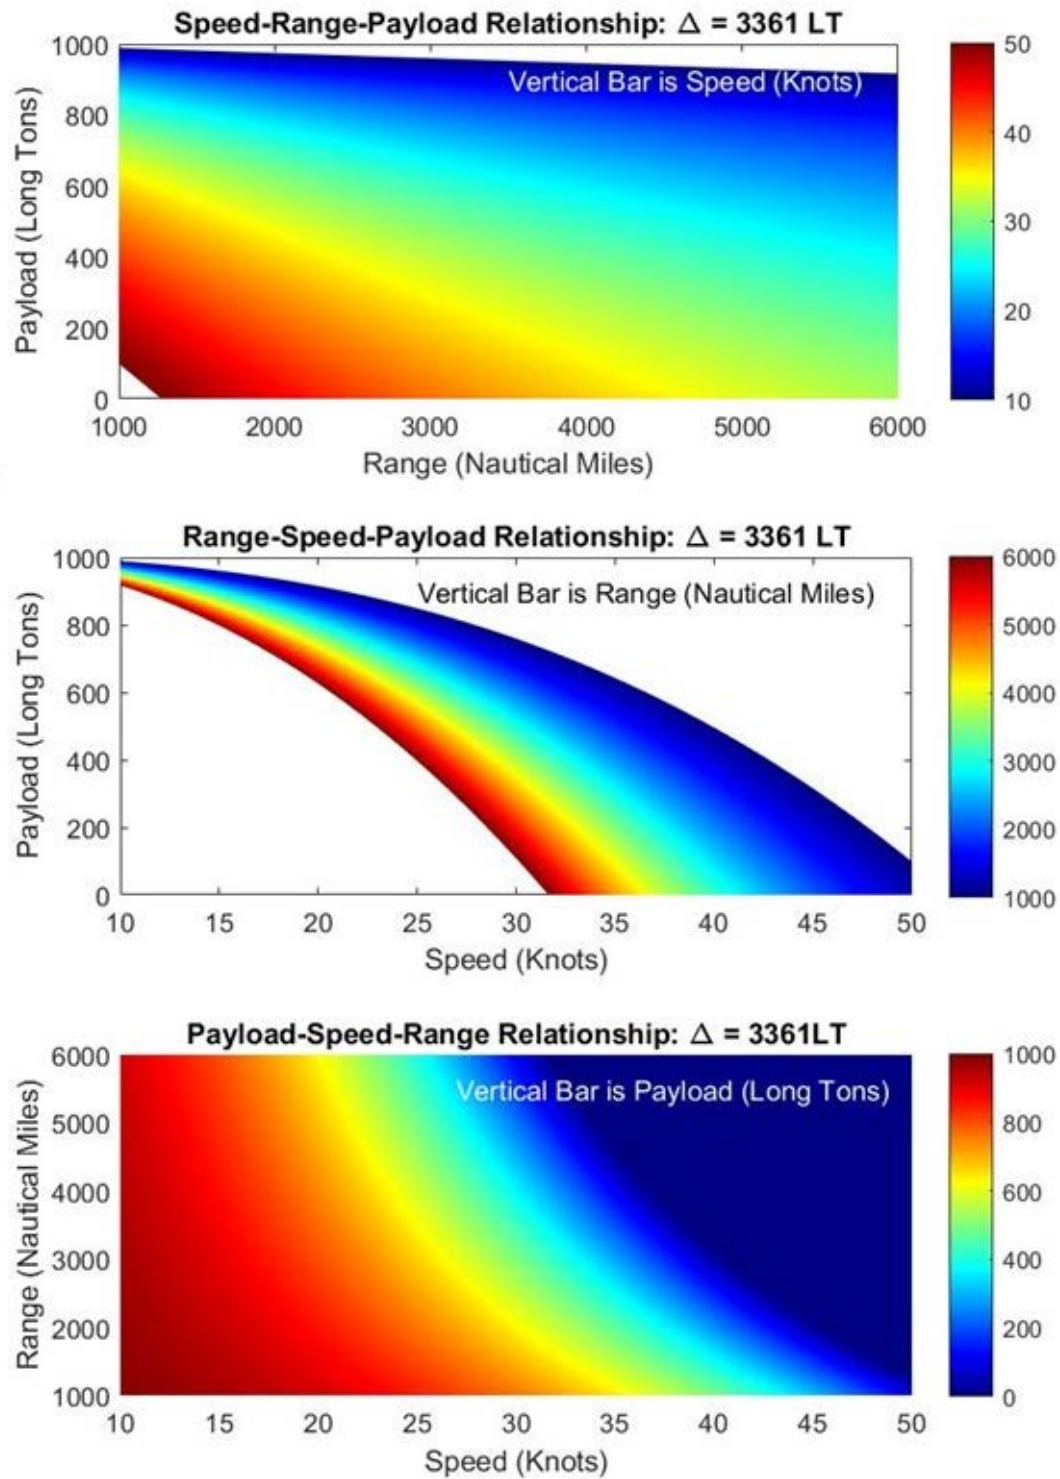 Speed-Range-Payload Relationship: Δ = 3361 LT
Vertical Bar is Speed (Knots)
Payload (Long Tons)
1000
800
600
400
200
0
1000 2000 3000 4000 5000 6000
Range (Nautical Miles)
50
40
30
20
10
Range-Speed-Payload Relationship: Δ = 3361 LT
Vertical Bar is Range (Nautical Miles)
Payload (Long Tons)
1000
800
600
400
200
0
10 15 20 25 30 35 40 45 50
Speed (Knots)
6000
5000
4000
3000
2000
1000
Payload-Speed-Range Relationship: Δ = 3361LT
Vertical Bar is Payload (Long Tons)
Range (Nautical Miles)
6000
5000
4000
3000
2000
1000
10 15 20 25 30 35 40 45 50
Speed (Knots)
1000
800
600
400
200
0